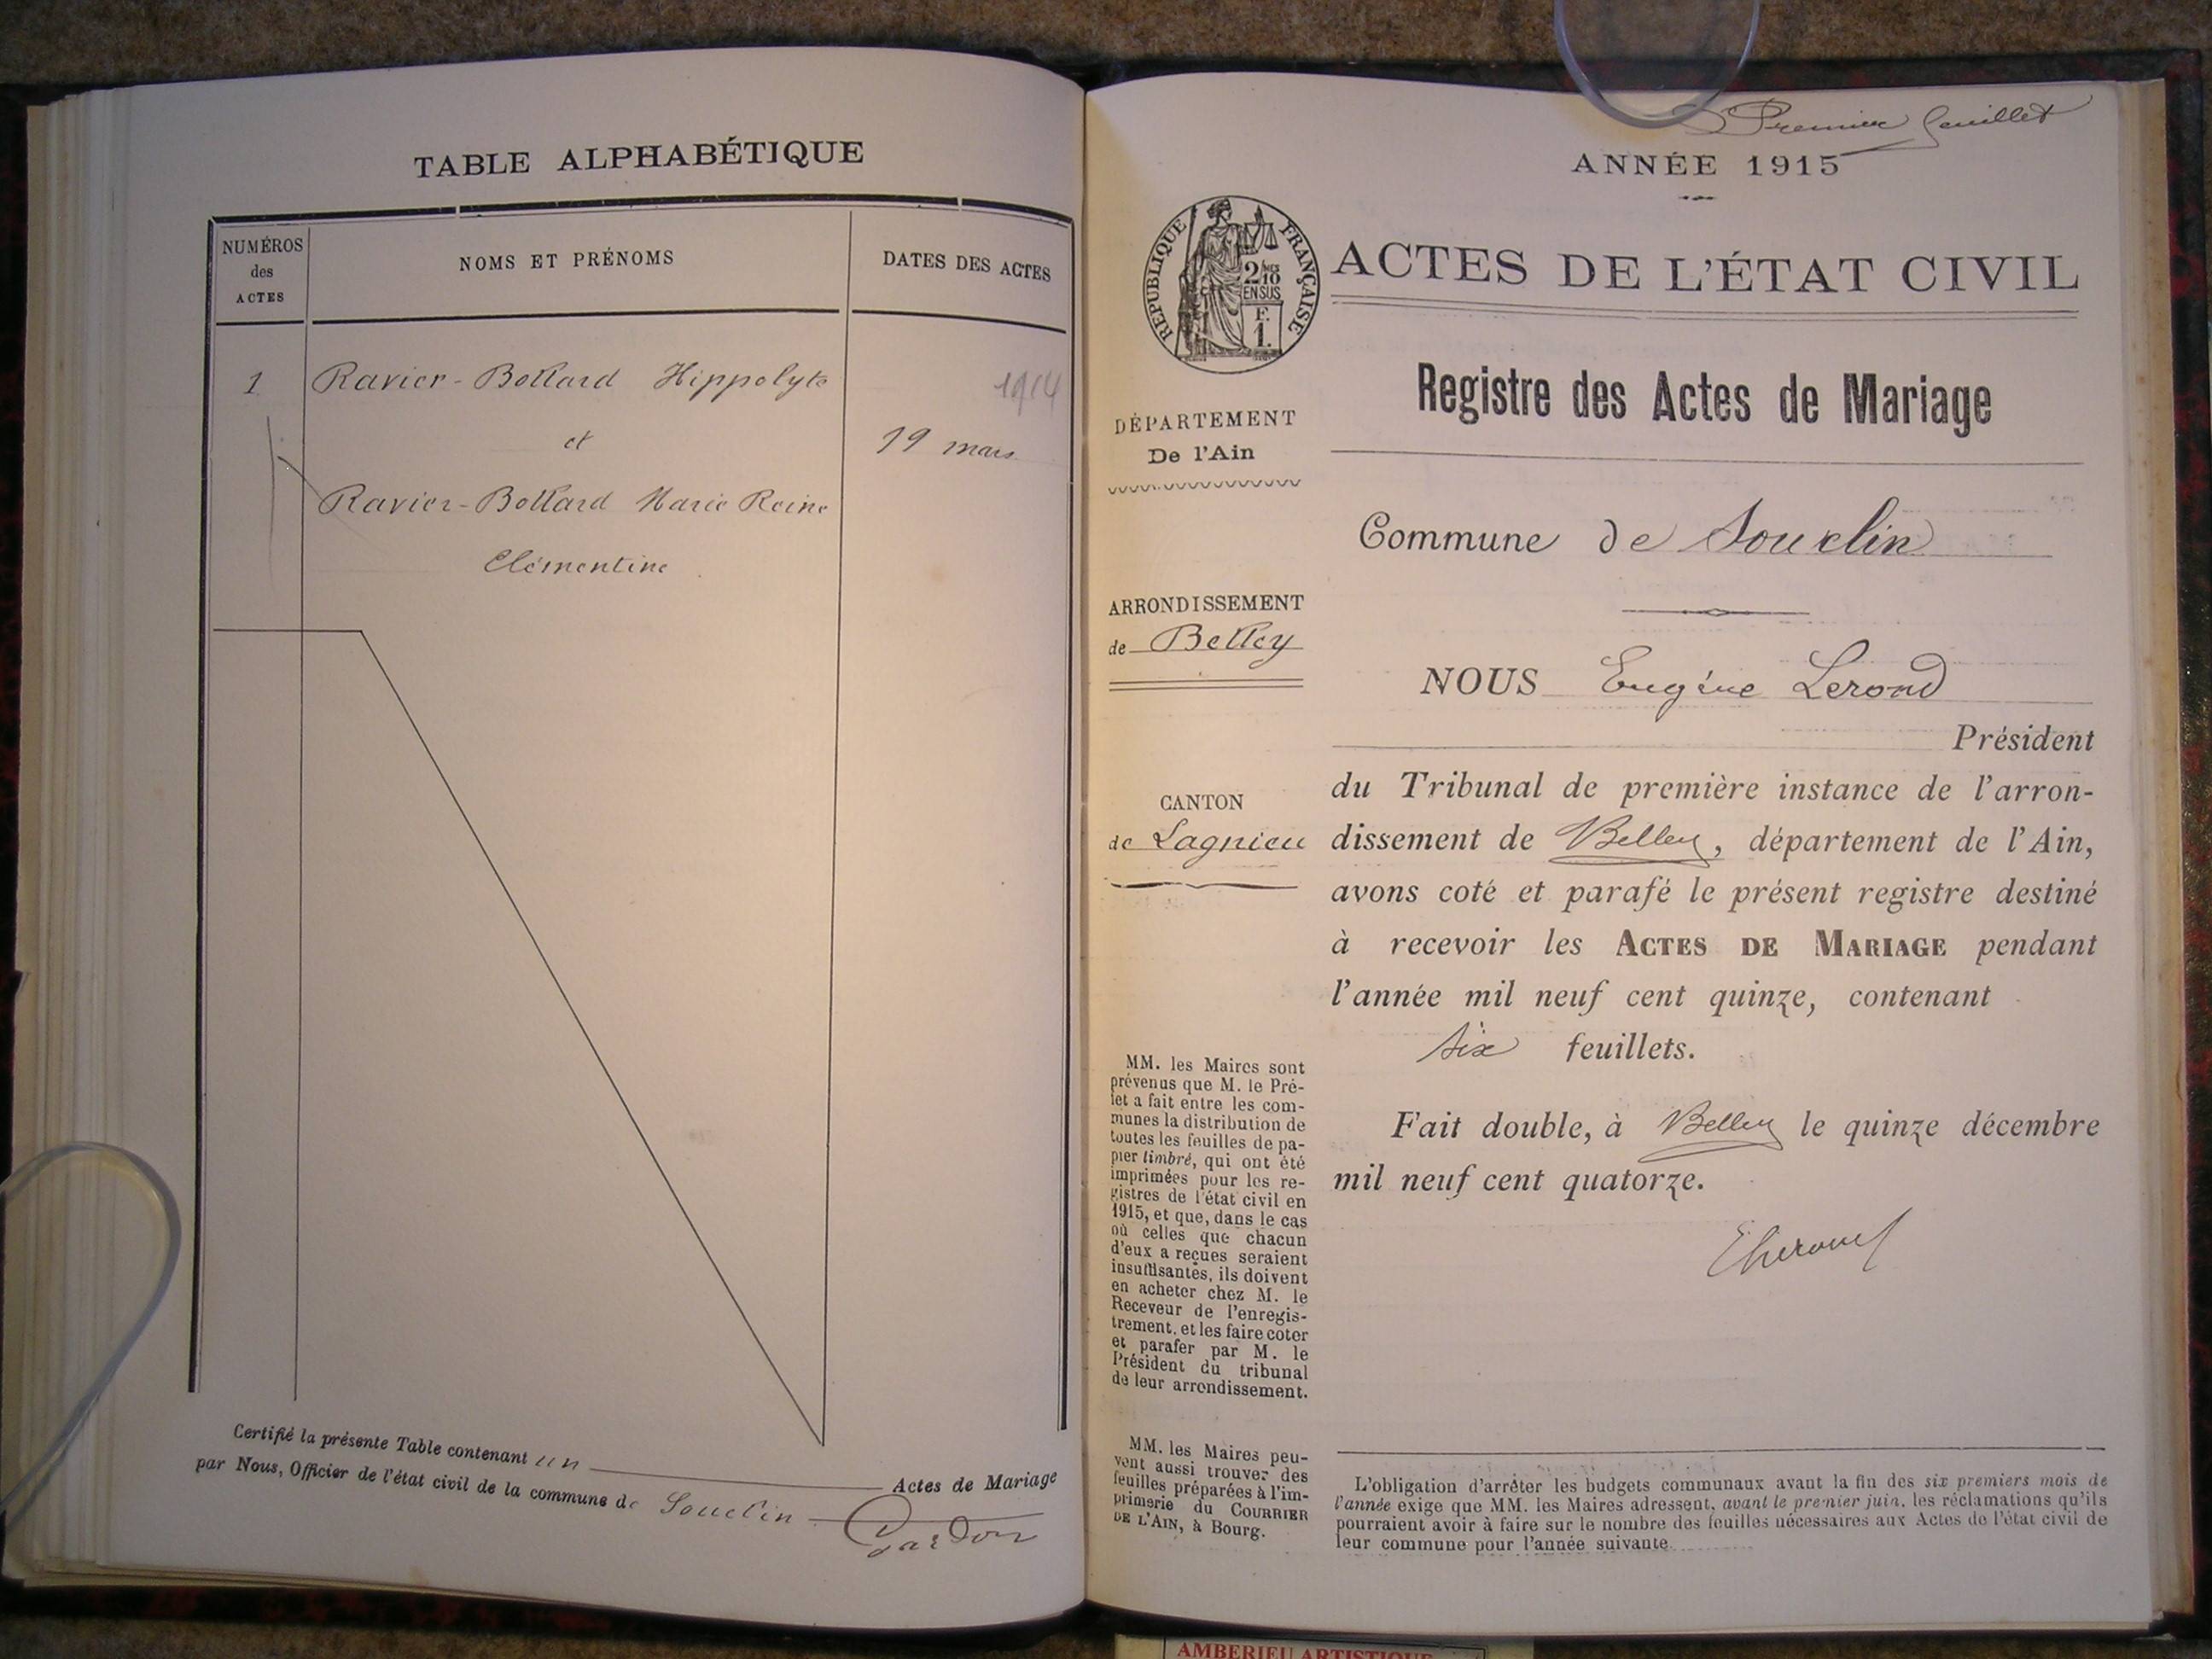 TABLE ALPHABÉTIQUE
NUMÉROS
des
ACTES
NOMS ET PRÉNOMS
DATES DES ACTES
1914
1 Ravier-Bollard Hippolyte
et
19 mars
Ravier-Bollard Marie Reine
Clémentine
Certifié la présente Table contenant un
Actes de Mariage
par Nous, Officier de l'état civil de la commune de Souclin
Premier feuillet
ANNÉE 1915
RÉPUBLIQUE FRANÇAISE
2/10
EN SUS
F.
1.
ACTES DE L'ÉTAT CIVIL
Registre des Actes de Mariage
DÉPARTEMENT
De l'Ain
Commune de Souclin
ARRONDISSEMENT
de Belley
NOUS Eugène Lerond
Président
CANTON
de Lagnieu
du Tribunal de première instance de l'arron-
dissement de Belley, département de l'Ain,
avons coté et parafé le présent registre destiné
à recevoir les ACTES DE MARIAGE pendant
l'année mil neuf cent quinze, contenant
six feuillets.
Fait double, à Belley le quinze décembre
mil neuf cent quatorze.
MM. les Maires sont
prévenus que M. le Pré-
fet a fait entre les com-
munes la distribution de
toutes les feuilles de pa-
pier timbré, qui ont été
imprimées pour les re-
gistres de l'état civil en
1915, et que, dans le cas
où celles que chacun
d'eux a reçues seraient
insuffisantes, ils doivent
en acheter chez M. le
Receveur de l'enregis-
trement, et les faire coter
et parafer par M. le
Président du tribunal
de leur arrondissement.
MM. les Maires peu-
vent aussi trouver des
feuilles préparées à l'im-
primerie du COURRIER
DE L'AIN, à Bourg.
L'obligation d'arrêter les budgets communaux avant la fin des six premiers mois de
l'année exige que MM. les Maires adressent, avant le premier juin, les réclamations qu'ils
pourraient avoir à faire sur le nombre des feuilles nécessaires aux Actes de l'état civil de
leur commune pour l'année suivante
AMBERIEU ARTISTIQUE